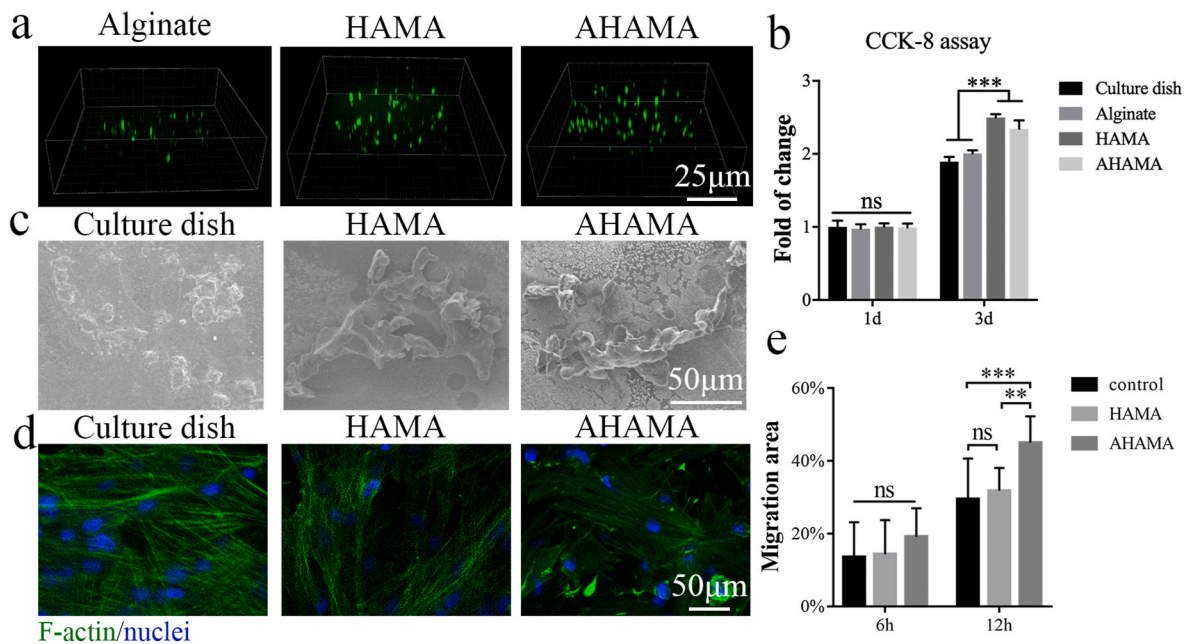 a
Alginate
HAMA
AHAMA
25μm
b
CCK-8 assay
Fold of change
3
2
1
0
ns
***
1d
3d
Culture dish
Alginate
HAMA
AHAMA
c
Culture dish
HAMA
AHAMA
50μm
d
Culture dish
HAMA
AHAMA
50μm
F-actin/nuclei
e
Migration area
60%
40%
20%
0%
ns
ns
***
**
6h
12h
control
HAMA
AHAMA